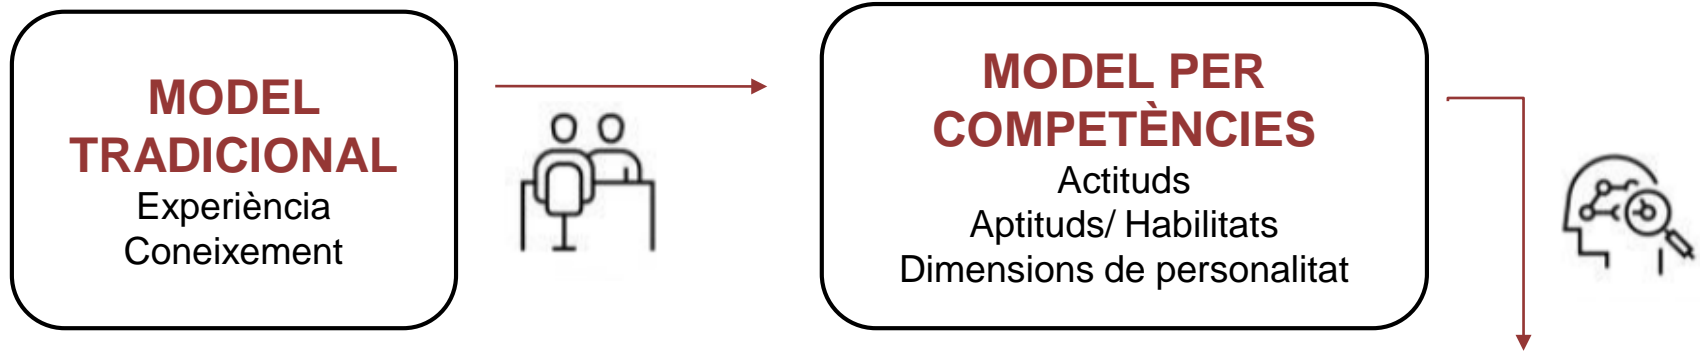 MODEL
TRADICIONAL
Experiència
Coneixement
MODEL PER
COMPETÈNCIES
Actituds
Aptituds/ Habilitats
Dimensions de personalitat